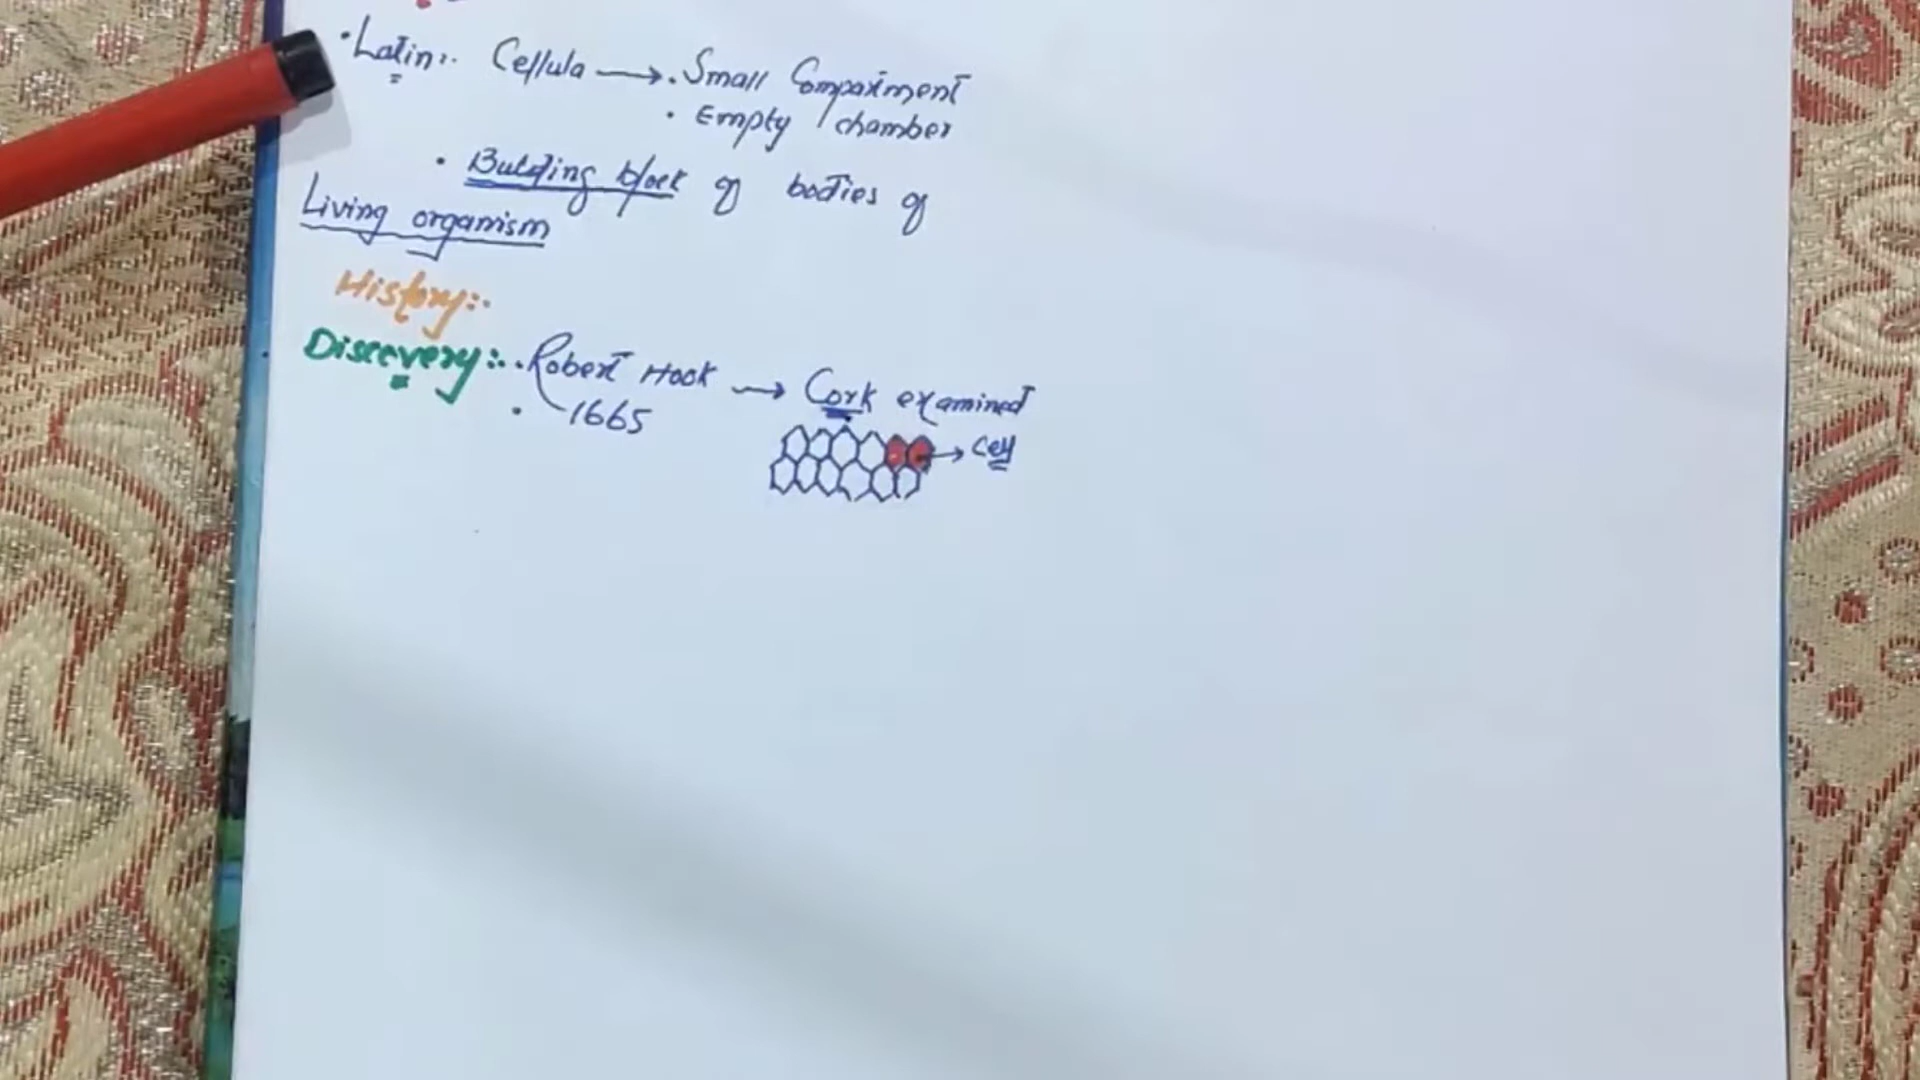 • Latin:- Cellula → • Small Compartment
• Empty chamber
• Building block of bodies of
Living organism
History:-
Discovery:- • Robert Hook → Cork examined
• 1665
→ Cell